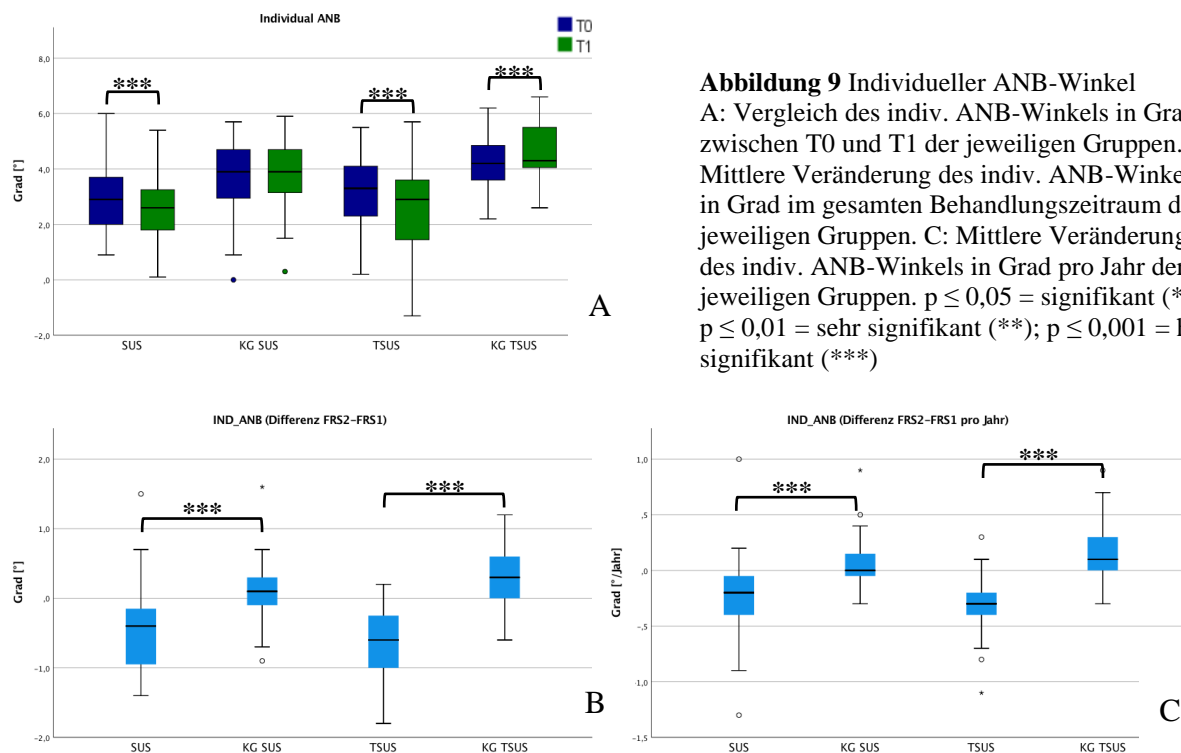 Individual ANB
T0
T1
8,0
6,0
4,0
2,0
,0
-2,0
Grad [°]
***
***
***
SUS
KG SUS
TSUS
KG TSUS
A
Abbildung 9 Individueller ANB-Winkel
A: Vergleich des indiv. ANB-Winkels in Gra
zwischen T0 und T1 der jeweiligen Gruppen.
Mittlere Veränderung des indiv. ANB-Winke
in Grad im gesamten Behandlungszeitraum d
jeweiligen Gruppen. C: Mittlere Veränderung
des indiv. ANB-Winkels in Grad pro Jahr der
jeweiligen Gruppen. p ≤ 0,05 = signifikant (*
p ≤ 0,01 = sehr signifikant (**); p ≤ 0,001 = h
signifikant (***)
IND_ANB (Differenz FRS2-FRS1)
2,0
1,0
,0
-1,0
-2,0
Grad [°]
***
***
SUS
KG SUS
TSUS
KG TSUS
B
IND_ANB (Differenz FRS2-FRS1 pro Jahr)
1,0
,5
,0
-,5
-1,0
-1,5
Grad [°/Jahr]
***
***
SUS
KG SUS
TSUS
KG TSUS
C